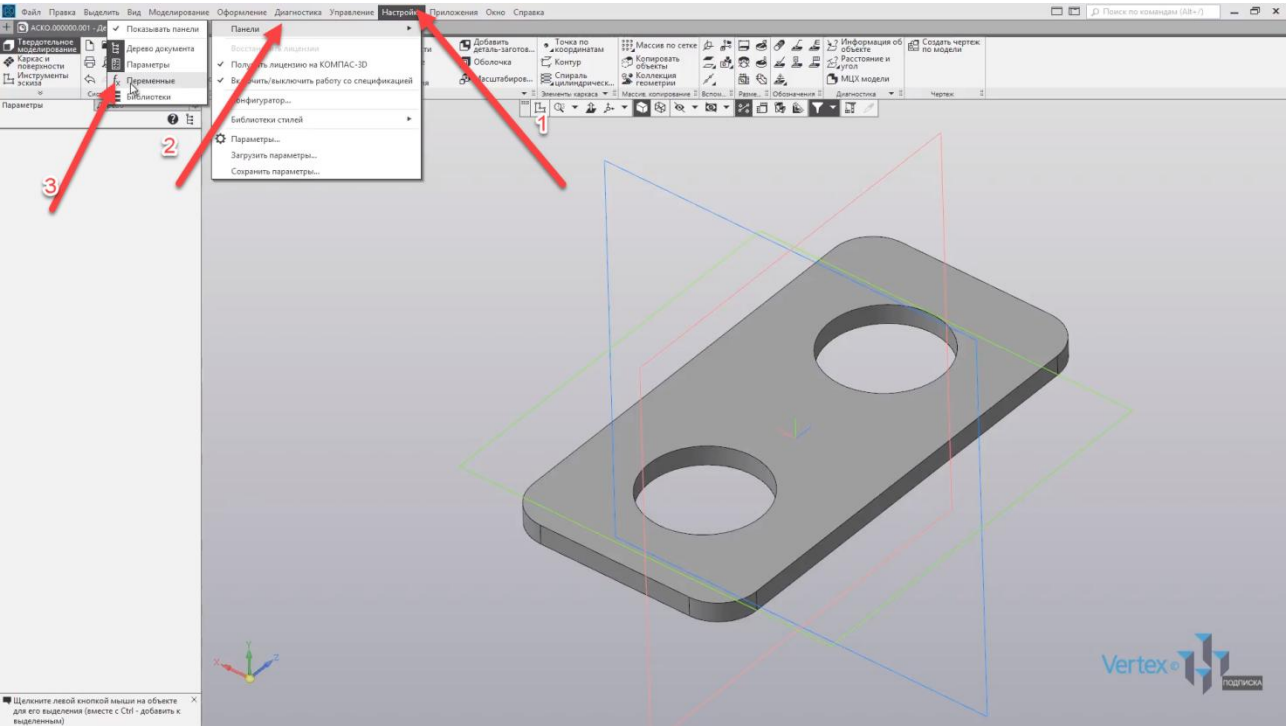 Файл Правка Выделить Вид Моделирование Оформление Диагностика Управление Настройка Приложения Окно Справка
Поиск по командам (Alt+/)
АСКО.000000.001 - Де
Показывать панели
Дерево документа
Параметры
Переменные
Библиотеки
Панели
Получить лицензию на КОМПАС-3D
Включить/выключить работу со спецификацией
Конфигуратор...
Библиотеки стилей
Параметры...
Загрузить параметры...
Сохранить параметры...
Твердотельное
моделирование
Каркас и
поверхности
Инструменты
эскиза
Добавить
деталь-заготов...
Оболочка
Масштабиров...
Точка по
координатам
Контур
Спираль
цилиндрическ...
Элементы каркаса
Массив по сетке
Копировать
объекты
Коллекция
геометрии
Массив, копирование
Вспом...
Разме...
Обозначения
Информация об
объекте
Расстояние и
угол
МЦХ модели
Диагностика
Создать чертеж
по модели
Чертеж
Параметры
1
2
3
Щелкните левой кнопкой мыши на объекте
для его выделения (вместе с Ctrl - добавить к
выделенным)
Vertex
ПОДПИСКА